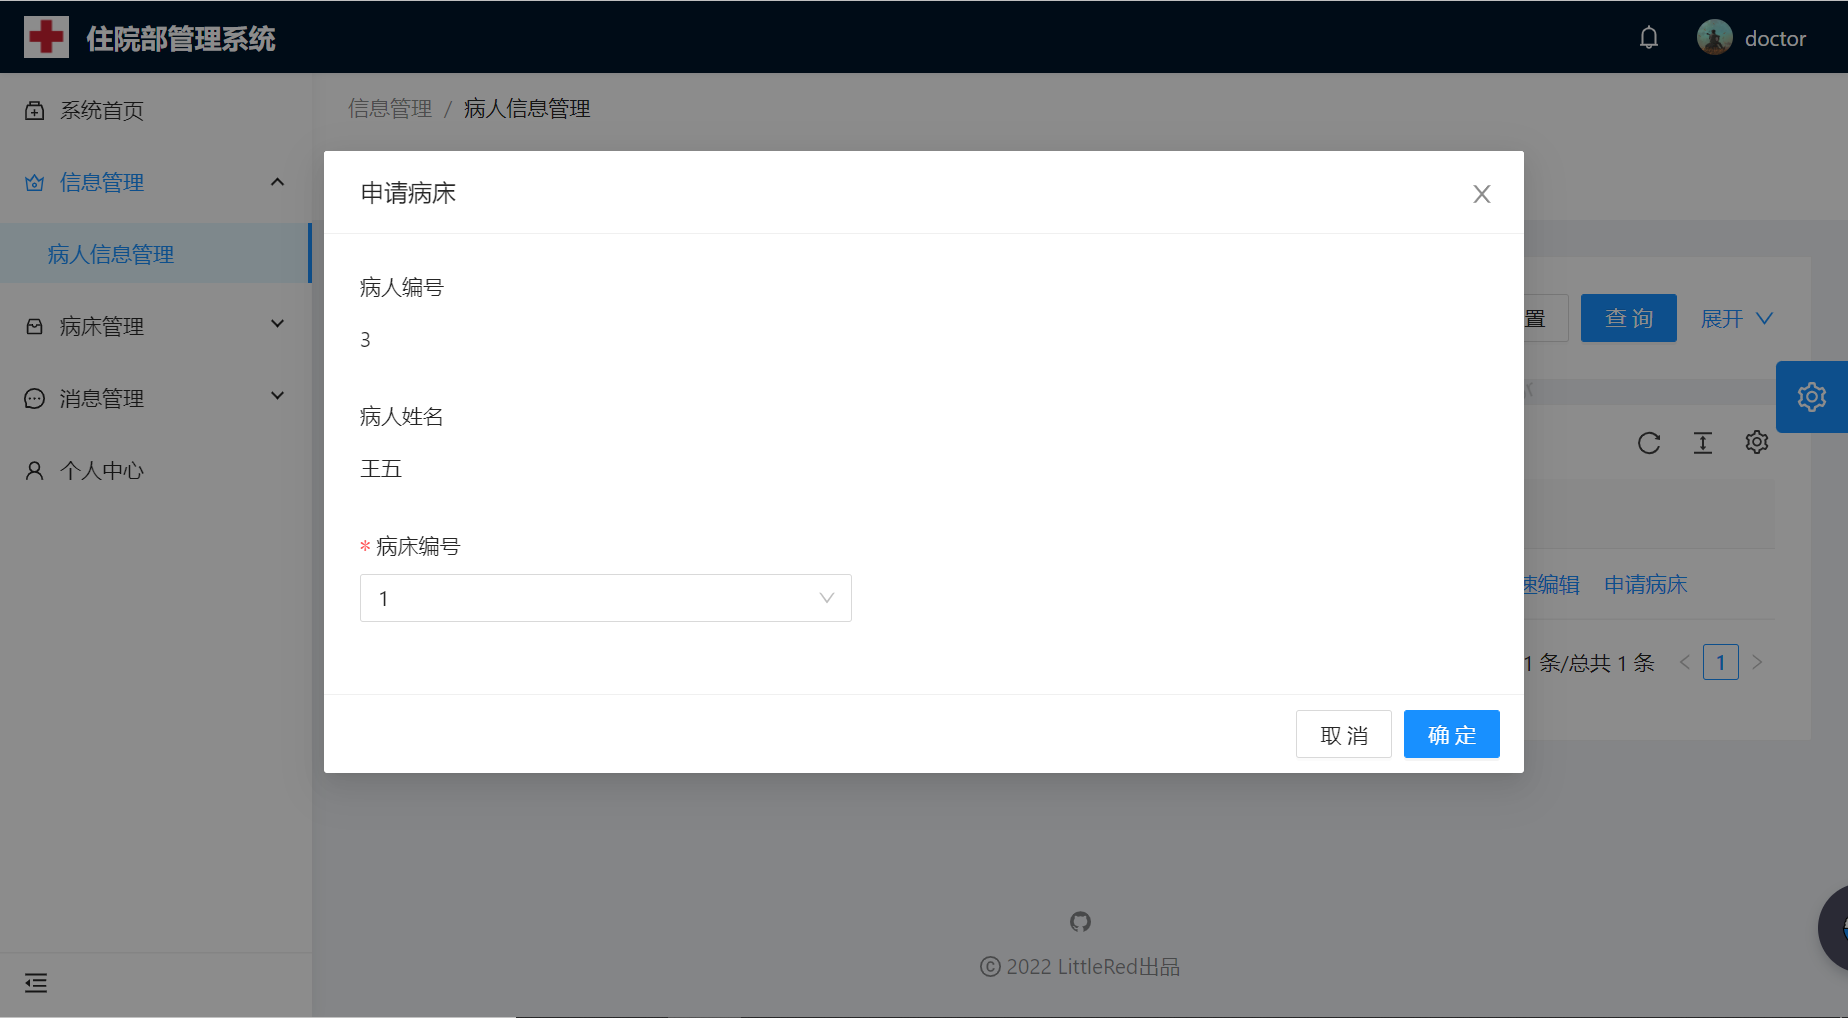 住院部管理系统
doctor
系统首页
信息管理
病人信息管理
病床管理
消息管理
个人中心
信息管理 / 病人信息管理
申请病床
病人编号
3
病人姓名
王五
* 病床编号
1
取 消
确 定
置
查 询
展开
速编辑
申请病床
1 条/总共 1 条
1
© 2022 LittleRed出品